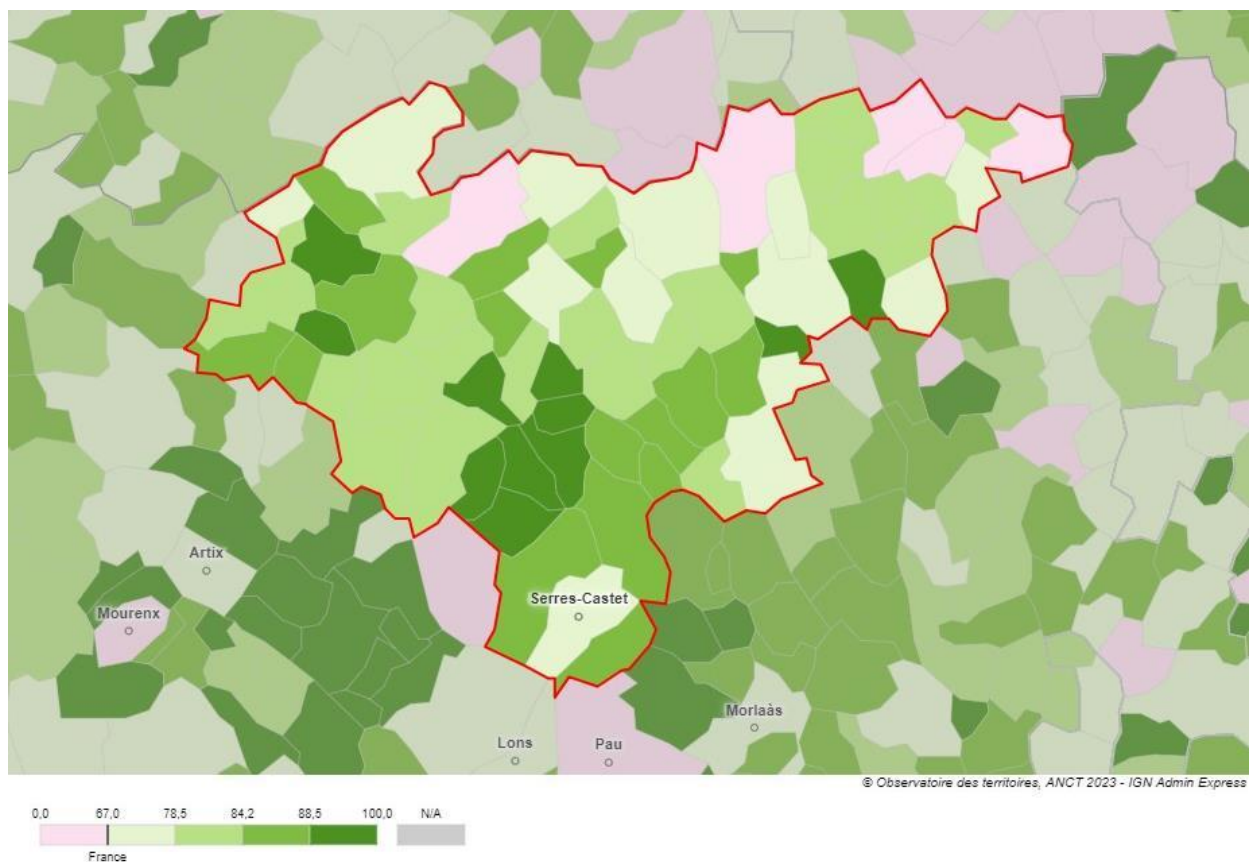 Artix
Mourenx
Serres-Castet
Morlaàs
Lons
Pau
© Observatoire des territoires, ANCT 2023 - IGN Admin Express
0,0 67,0 78,5 84,2 88,5 100,0 N/A
France